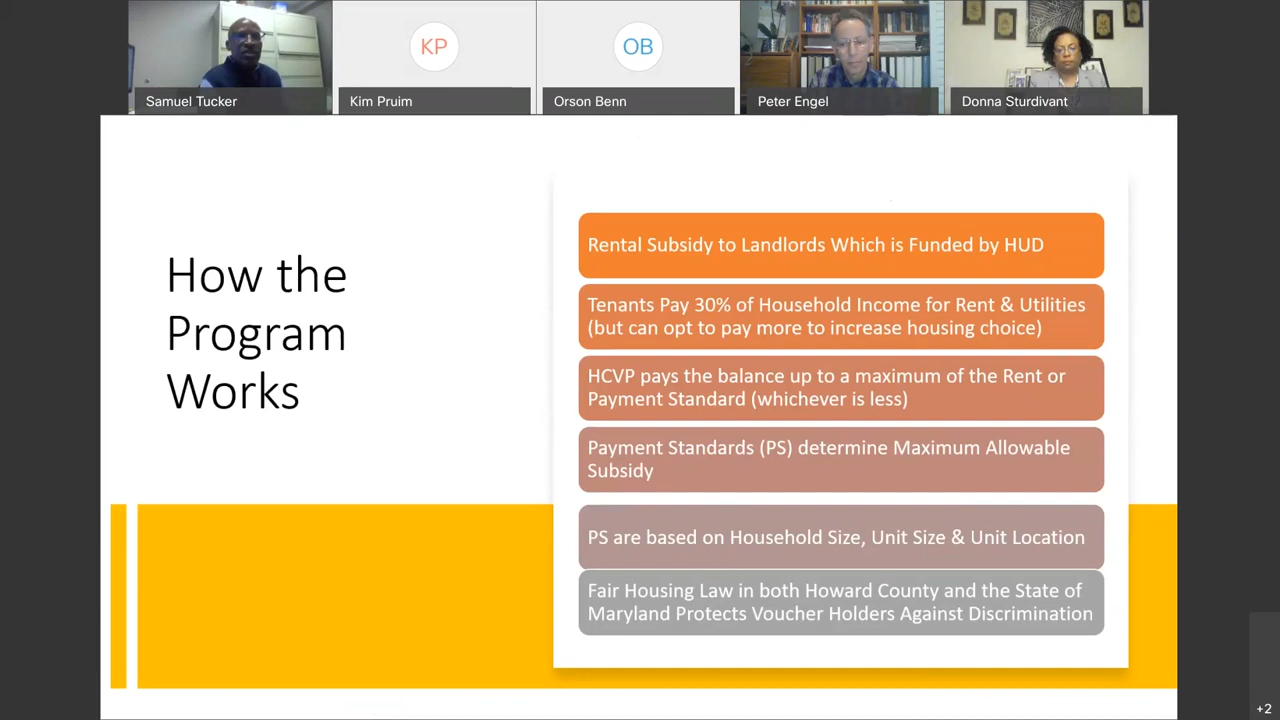 KP
OB
Samuel Tucker
Kim Pruim
Orson Benn
Peter Engel
Donna Sturdivant
How the
Program
Works
Rental Subsidy to Landlords Which is Funded by HUD
Tenants Pay 30% of Household Income for Rent & Utilities
(but can opt to pay more to increase housing choice)
HCVP pays the balance up to a maximum of the Rent or
Payment Standard (whichever is less)
Payment Standards (PS) determine Maximum Allowable
Subsidy
PS are based on Household Size, Unit Size & Unit Location
Fair Housing Law in both Howard County and the State of
Maryland Protects Voucher Holders Against Discrimination
+2